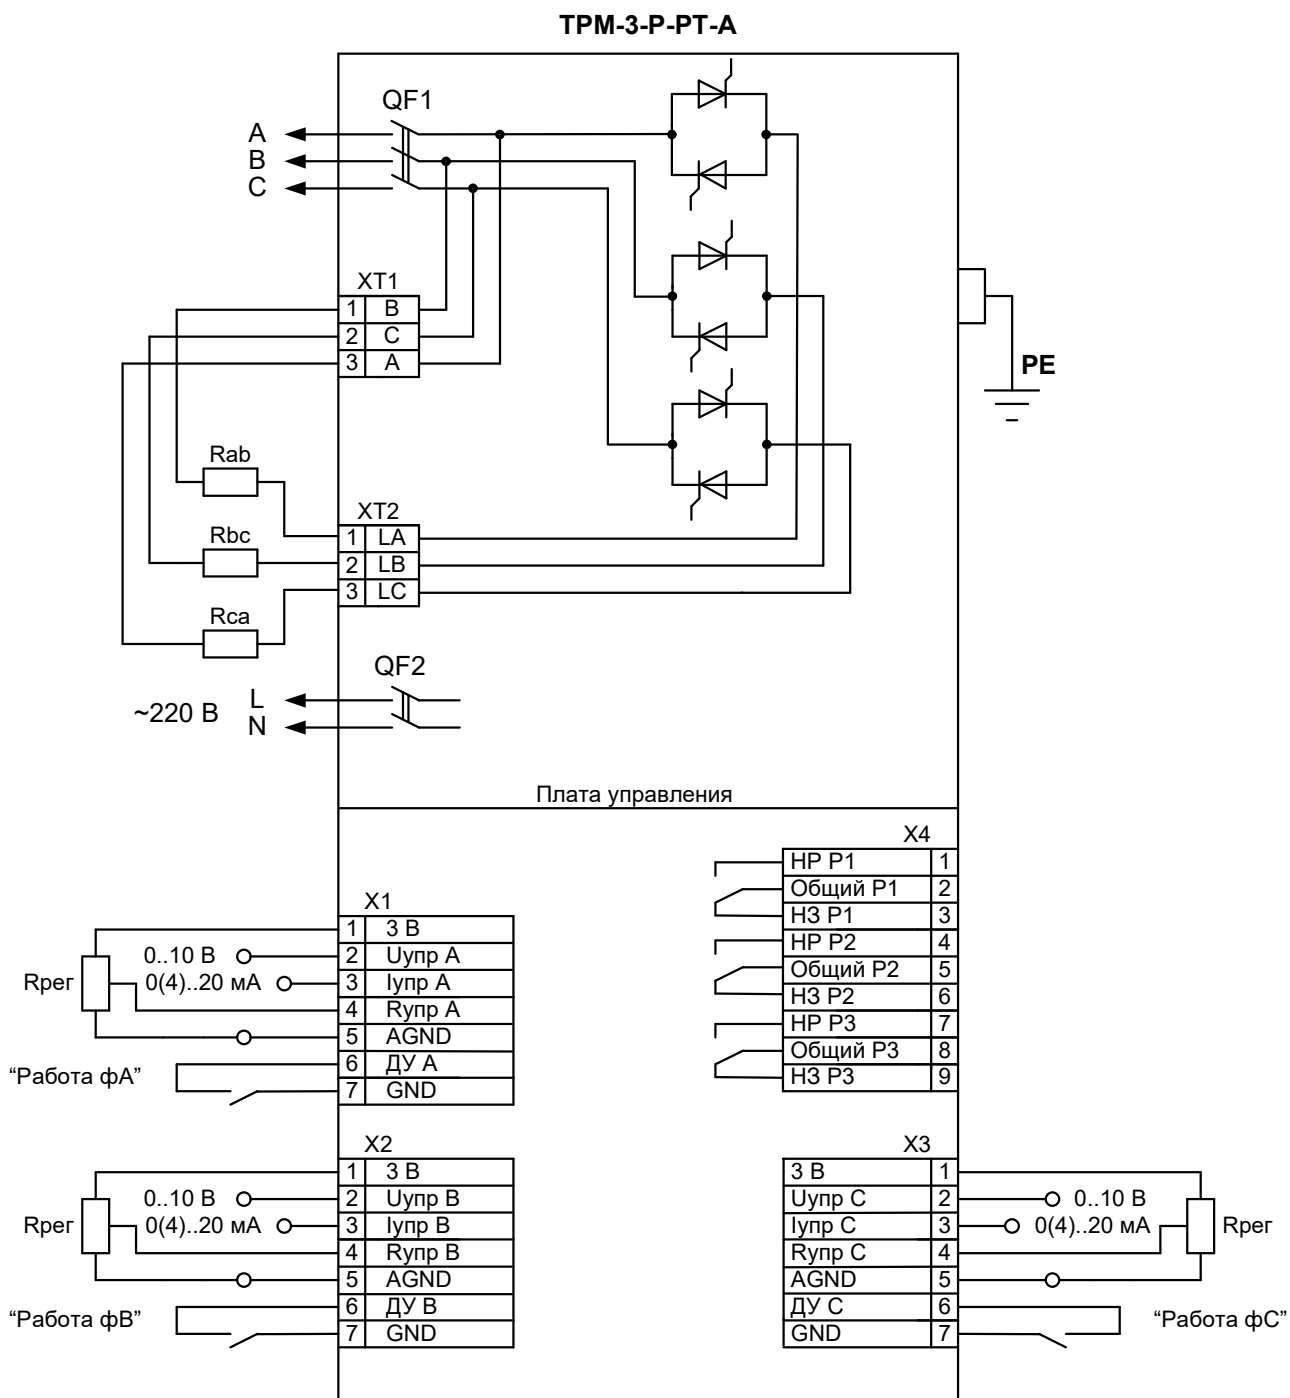 ТРМ-3-Р-РТ-А
QF1
A
B
C
XT1
1 B
2 C
3 A
PE
Rab
Rbc
Rca
XT2
1 LA
2 LB
3 LC
QF2
~220 В
L
N
Плата управления
X4
НР Р1 1
Общий Р1 2
НЗ Р1 3
НР Р2 4
Общий Р2 5
НЗ Р2 6
НР Р3 7
Общий Р3 8
НЗ Р3 9
X1
1 3 В
0..10 В 2 Uупр A
Rрег 0(4)..20 мА 3 Iупр A
4 Rупр A
5 AGND
“Работа фА” 6 ДУ А
7 GND
X2
1 3 В
0..10 В 2 Uупр В
Rрег 0(4)..20 мА 3 Iупр В
4 Rупр В
5 AGND
“Работа фВ” 6 ДУ В
7 GND
X3
3 В 1
Uупр С 2 0..10 В
Iупр С 3 0(4)..20 мА Rрег
Rупр С 4
AGND 5
ДУ С 6 “Работа фС”
GND 7